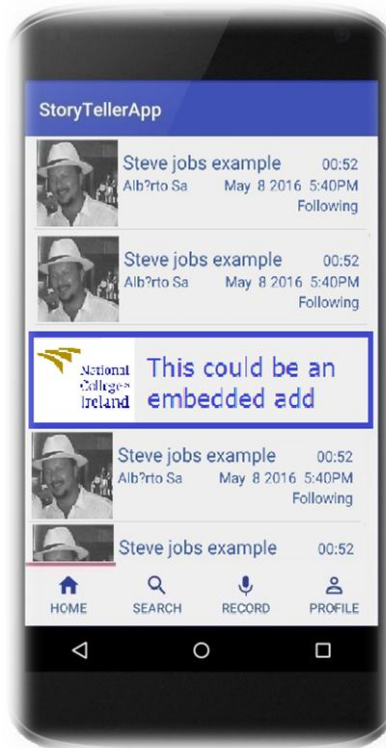 StoryTellerApp
Steve jobs example 00:52
Alb?rto Sa May 8 2016 5:40PM
Following
Steve jobs example 00:52
Alb?rto Sa May 8 2016 5:40PM
Following
National
College of
Ireland
This could be an
embedded add
Steve jobs example 00:52
Alb?rto Sa May 8 2016 5:40PM
Following
Steve jobs example 00:52
HOME SEARCH RECORD PROFILE